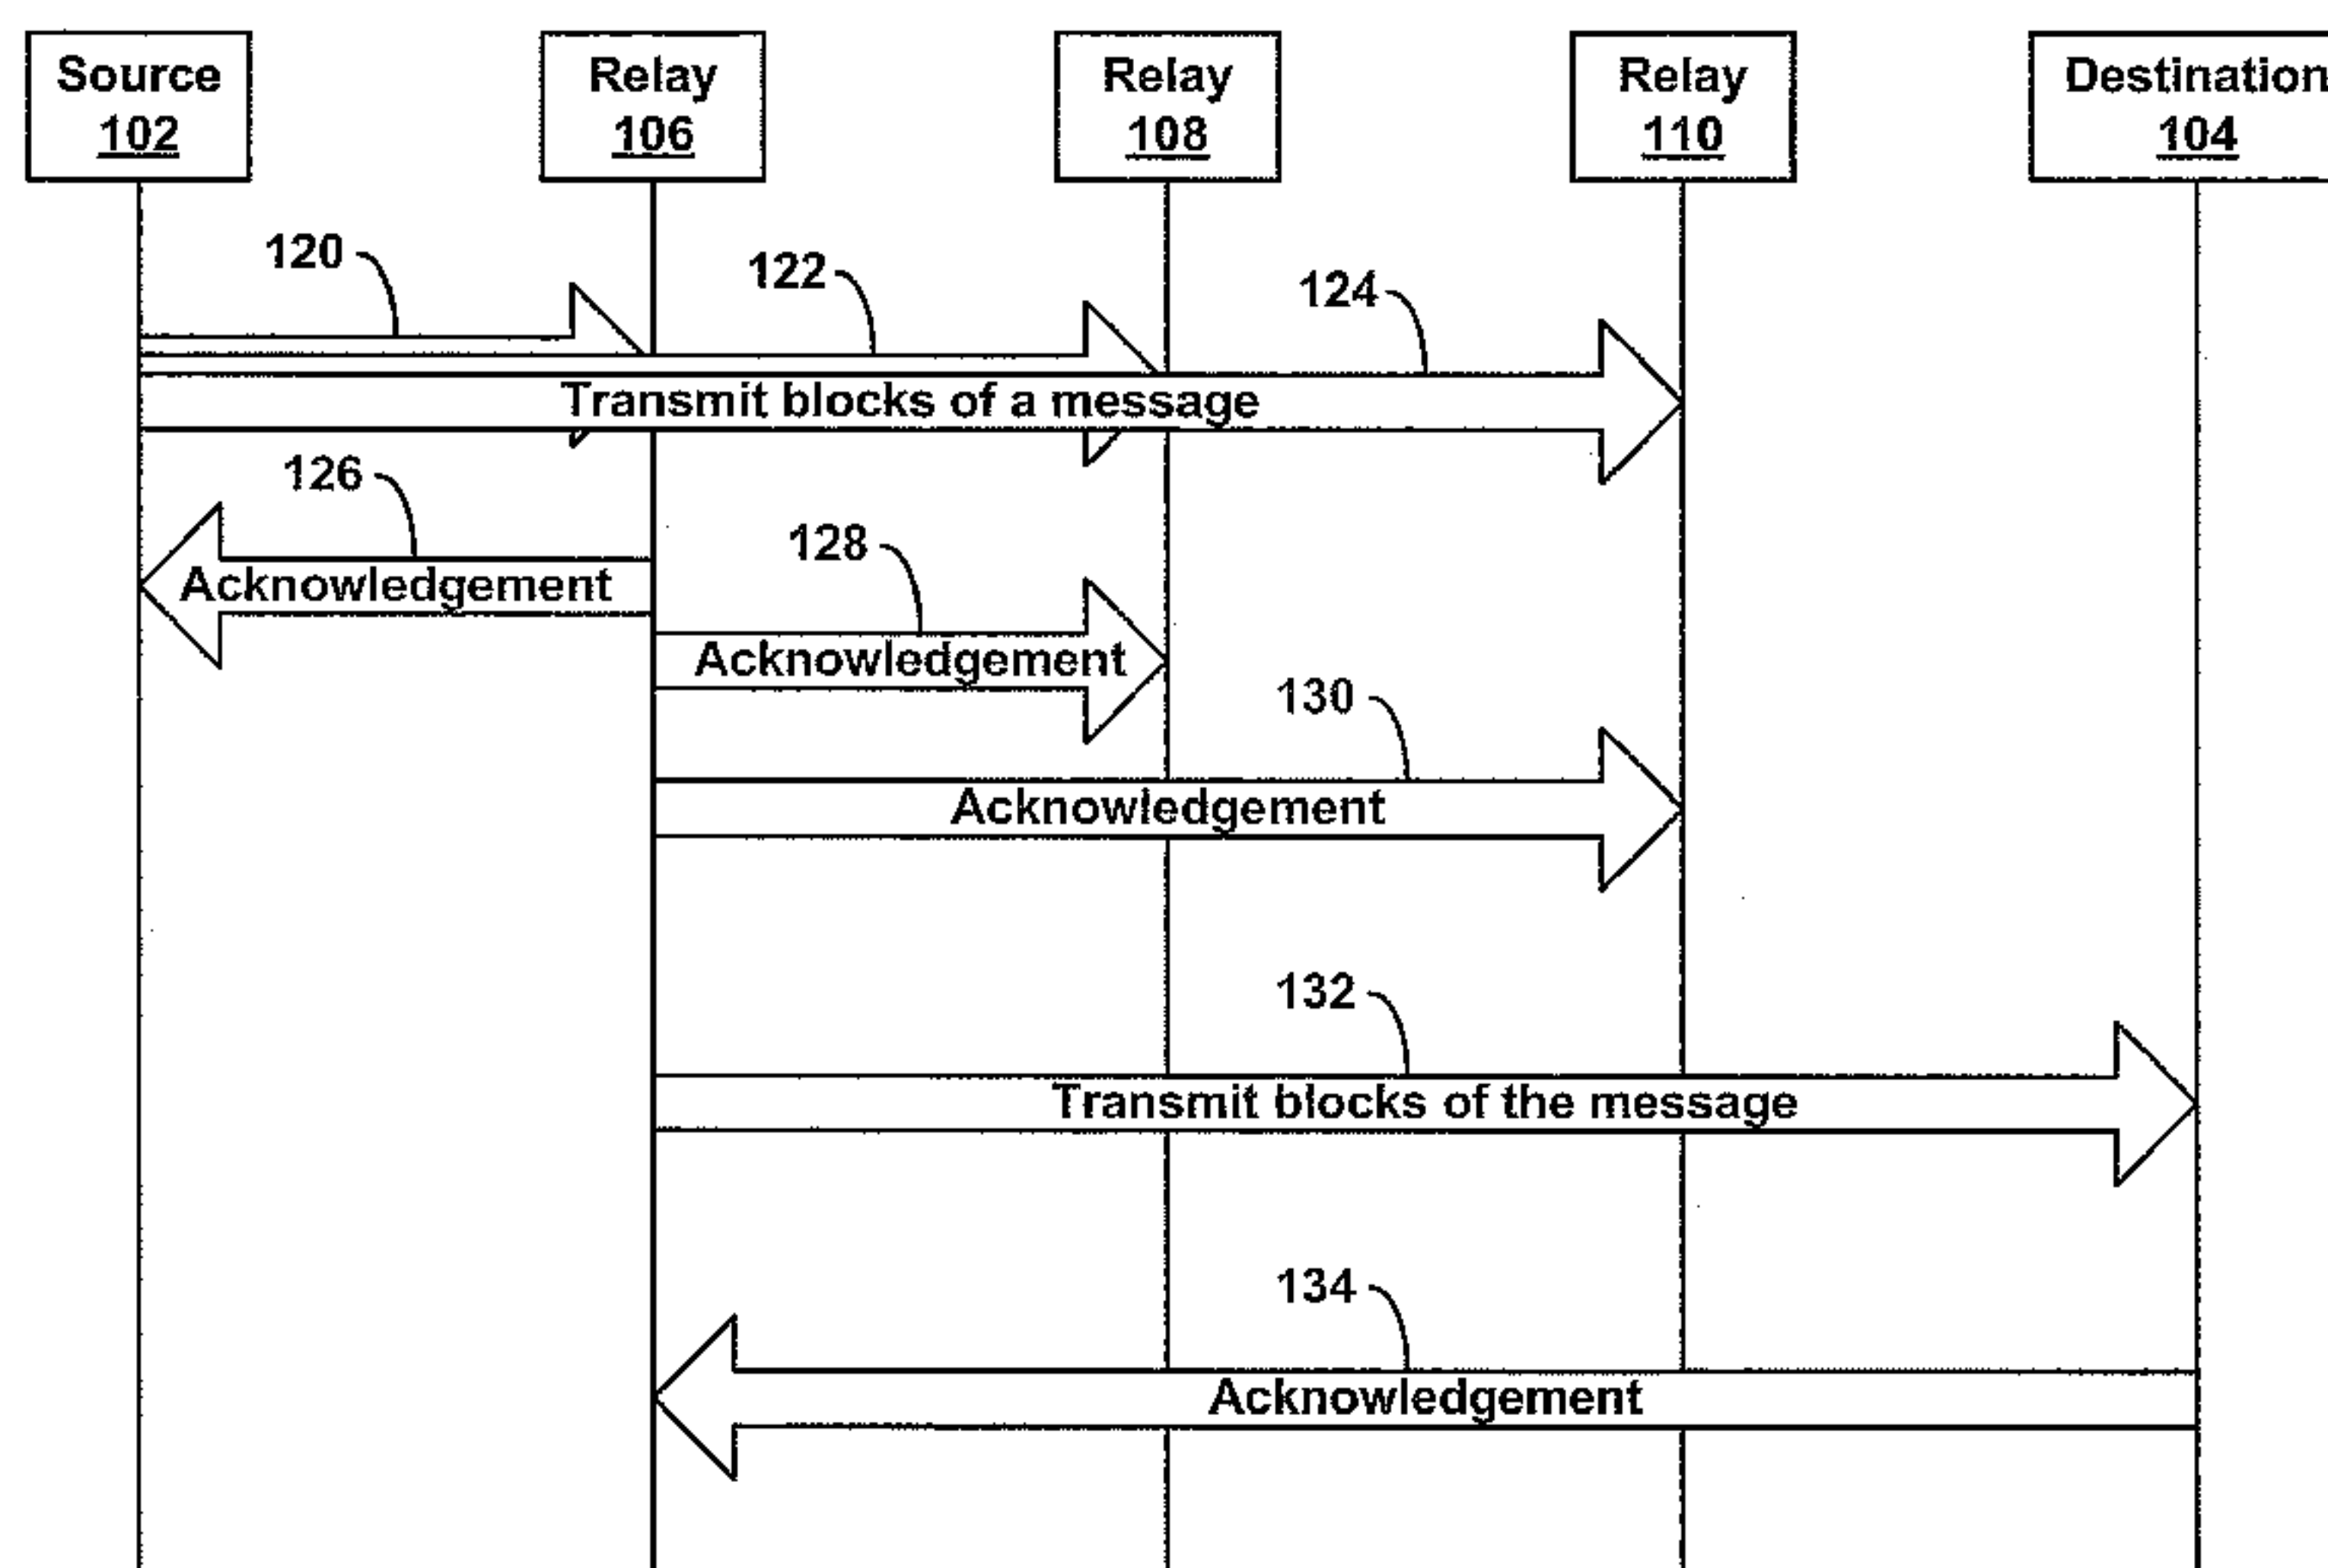 Source
102
Relay
106
Relay
108
Relay
110
Destination
104
120
122
124
Transmit blocks of a message
126
128
Acknowledgement
Acknowledgement
130
Acknowledgement
132
Transmit blocks of the message
134
Acknowledgement